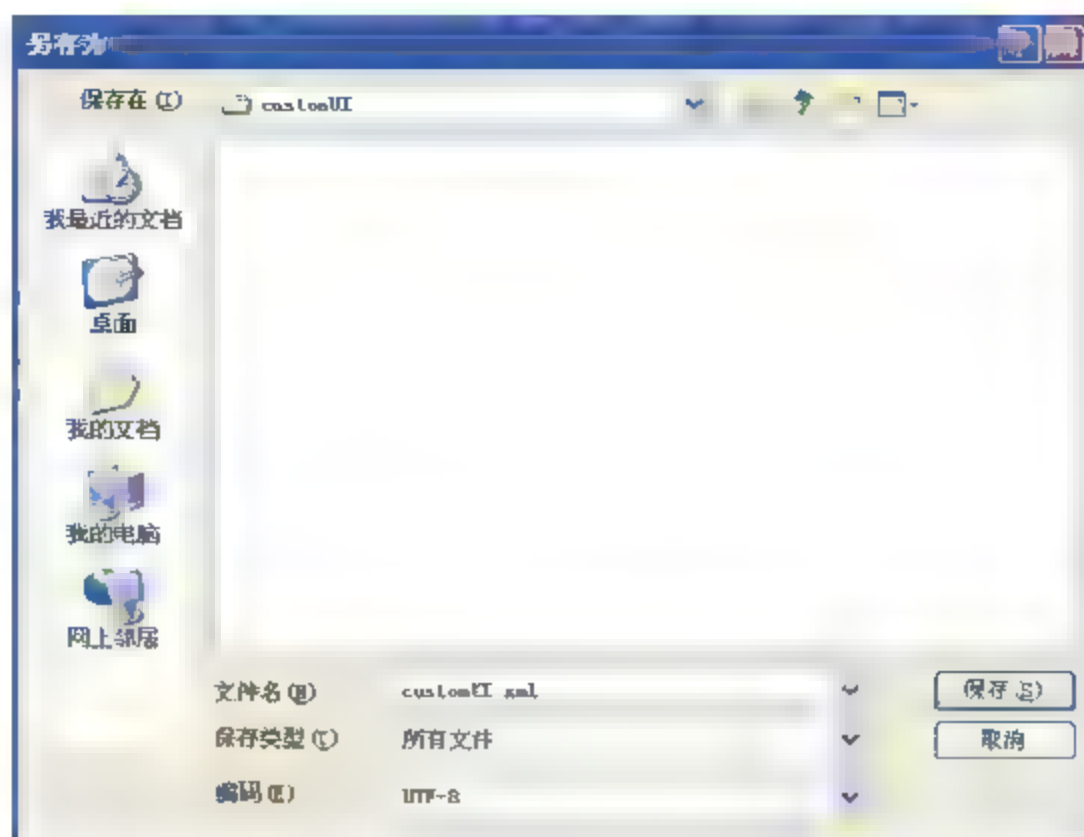 另存为
保存在(I)
customUI
我最近的文档
桌面
我的文档
我的电脑
网上邻居
文件名(N)
customUI xml
保存(S)
保存类型(T)
所有文件
取消
编码(E)
UTF-8